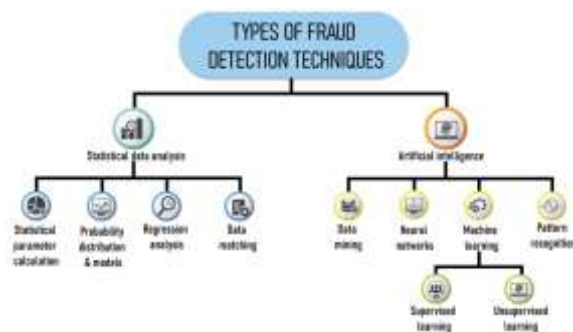 TYPES OF FRAUD
DETECTION TECHNIQUES
Statistical data analysis
Artificial intelligence
Statistical
parameter
calculation
Probability
distribution
& models
Regression
analysis
Data
matching
Data
mining
Neural
networks
Machine
learning
Pattern
recognition
Supervised
learning
Unsupervised
learning